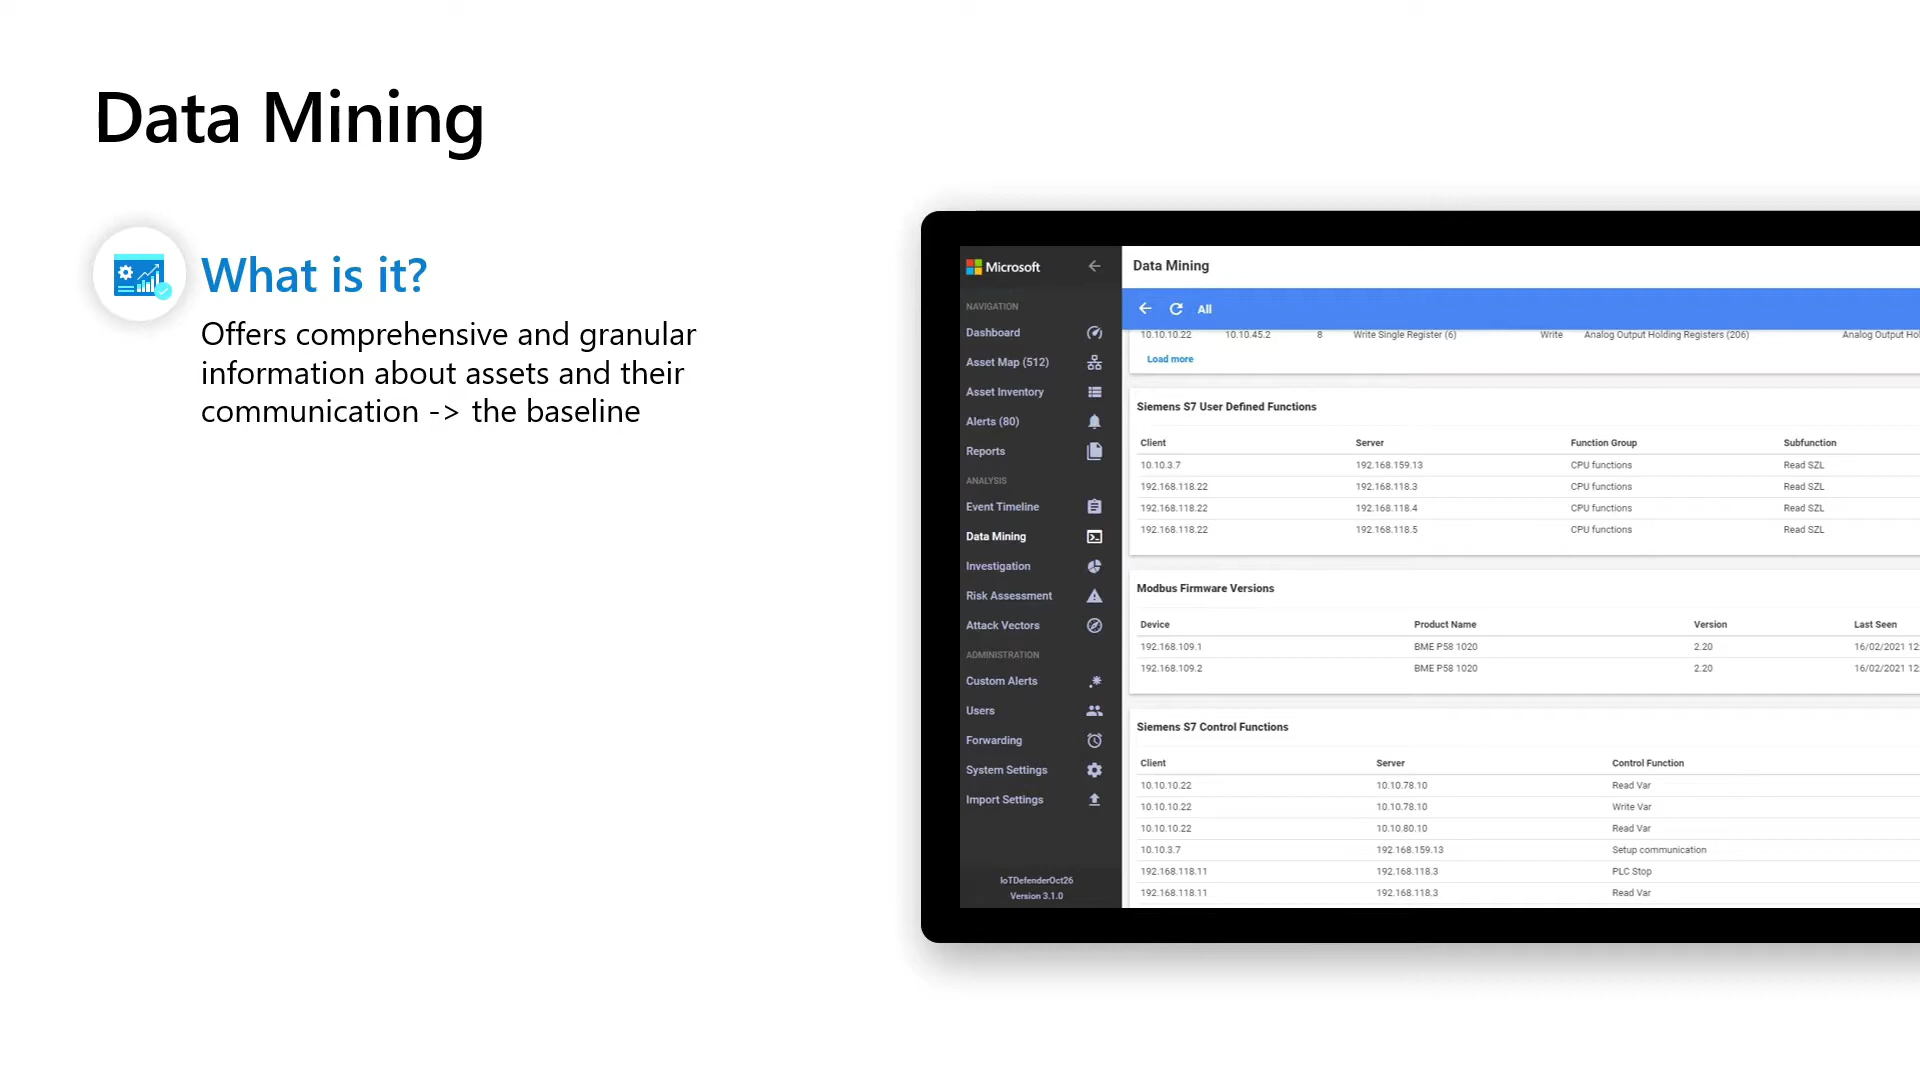 Data Mining
What is it?
Offers comprehensive and granular
information about assets and their
communication -> the baseline
Microsoft
NAVIGATION
Dashboard
Asset Map (512)
Asset Inventory
Alerts (80)
Reports
ANALYSIS
Event Timeline
Data Mining
Investigation
Risk Assessment
Attack Vectors
ADMINISTRATION
Custom Alerts
Users
Forwarding
System Settings
Import Settings
IoTDefenderOct26
Version 3.1.0
Data Mining
All
10.10.10.22 10.10.45.2 8 Write Single Register (6) Write Analog Output Holding Registers (206) Analog Output Hol
Load more
Siemens S7 User Defined Functions
Client Server Function Group Subfunction
10.10.3.7 192.168.159.13 CPU functions Read SZL
192.168.118.22 192.168.118.3 CPU functions Read SZL
192.168.118.22 192.168.118.4 CPU functions Read SZL
192.168.118.22 192.168.118.5 CPU functions Read SZL
Modbus Firmware Versions
Device Product Name Version Last Seen
192.168.109.1 BME P58 1020 2.20 16/02/2021 12:
192.168.109.2 BME P58 1020 2.20 16/02/2021 12:
Siemens S7 Control Functions
Client Server Control Function
10.10.10.22 10.10.78.10 Read Var
10.10.10.22 10.10.78.10 Write Var
10.10.10.22 10.10.80.10 Read Var
10.10.3.7 192.168.159.13 Setup communication
192.168.118.11 192.168.118.3 PLC Stop
192.168.118.11 192.168.118.3 Read Var